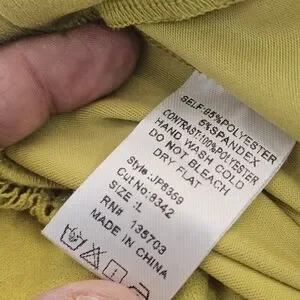 SELF:95%POLYESTER
5%SPANDEX
CONTRAST:100%POLYESTER
HAND WASH COLD
DO NOT BLEACH
DRY FLAT
Style#:JP8359
Cut No:8342
SIZE: L
RN# 135703
MADE IN CHINA